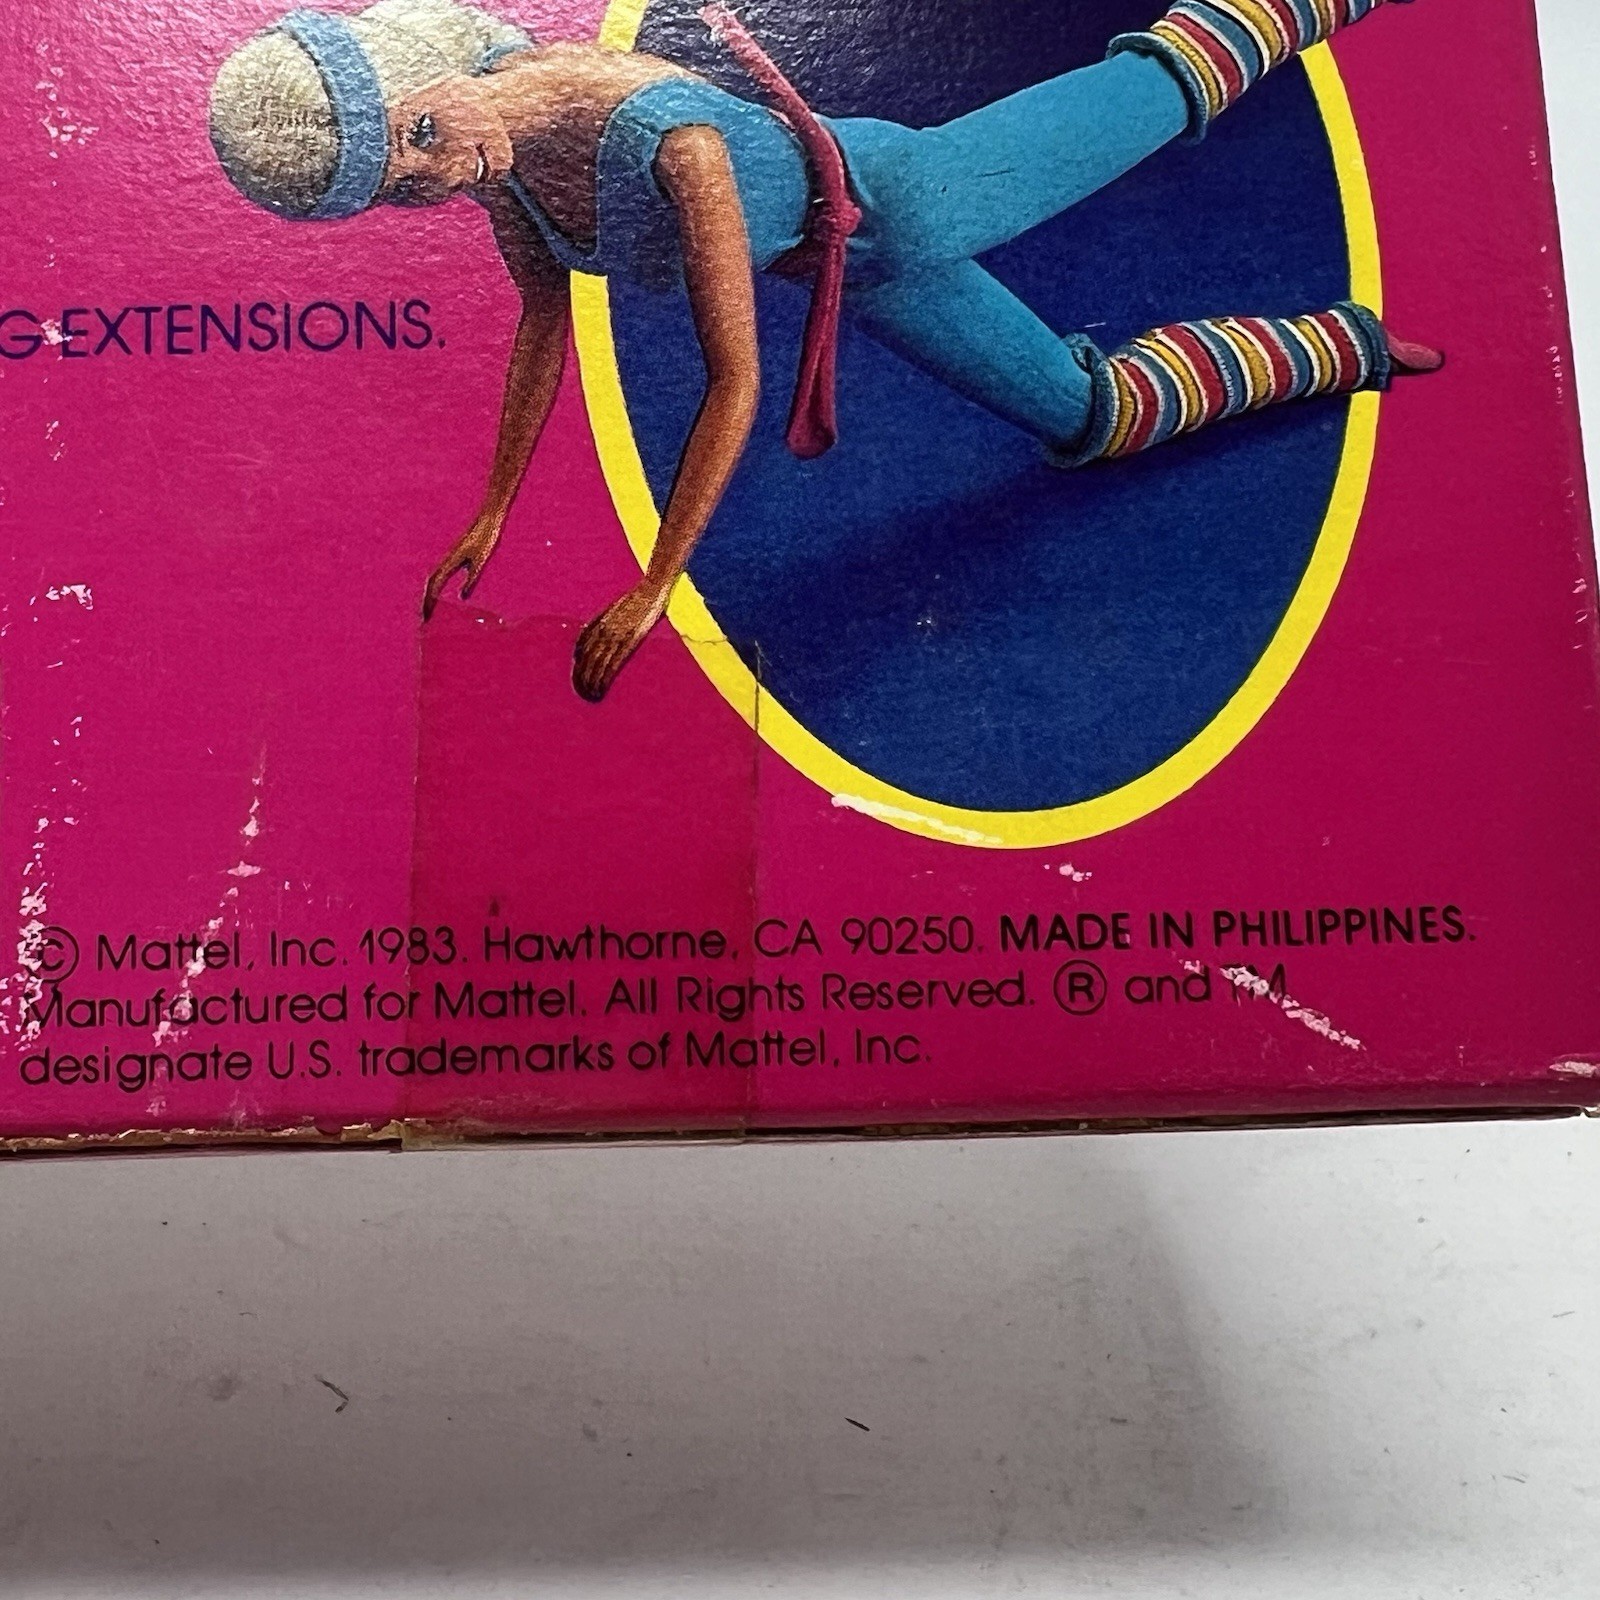 G EXTENSIONS.
© Mattel, Inc. 1983. Hawthorne, CA 90250. MADE IN PHILIPPINES.
Manufactured for Mattel. All Rights Reserved. ® and TM
designate U.S. trademarks of Mattel, Inc.